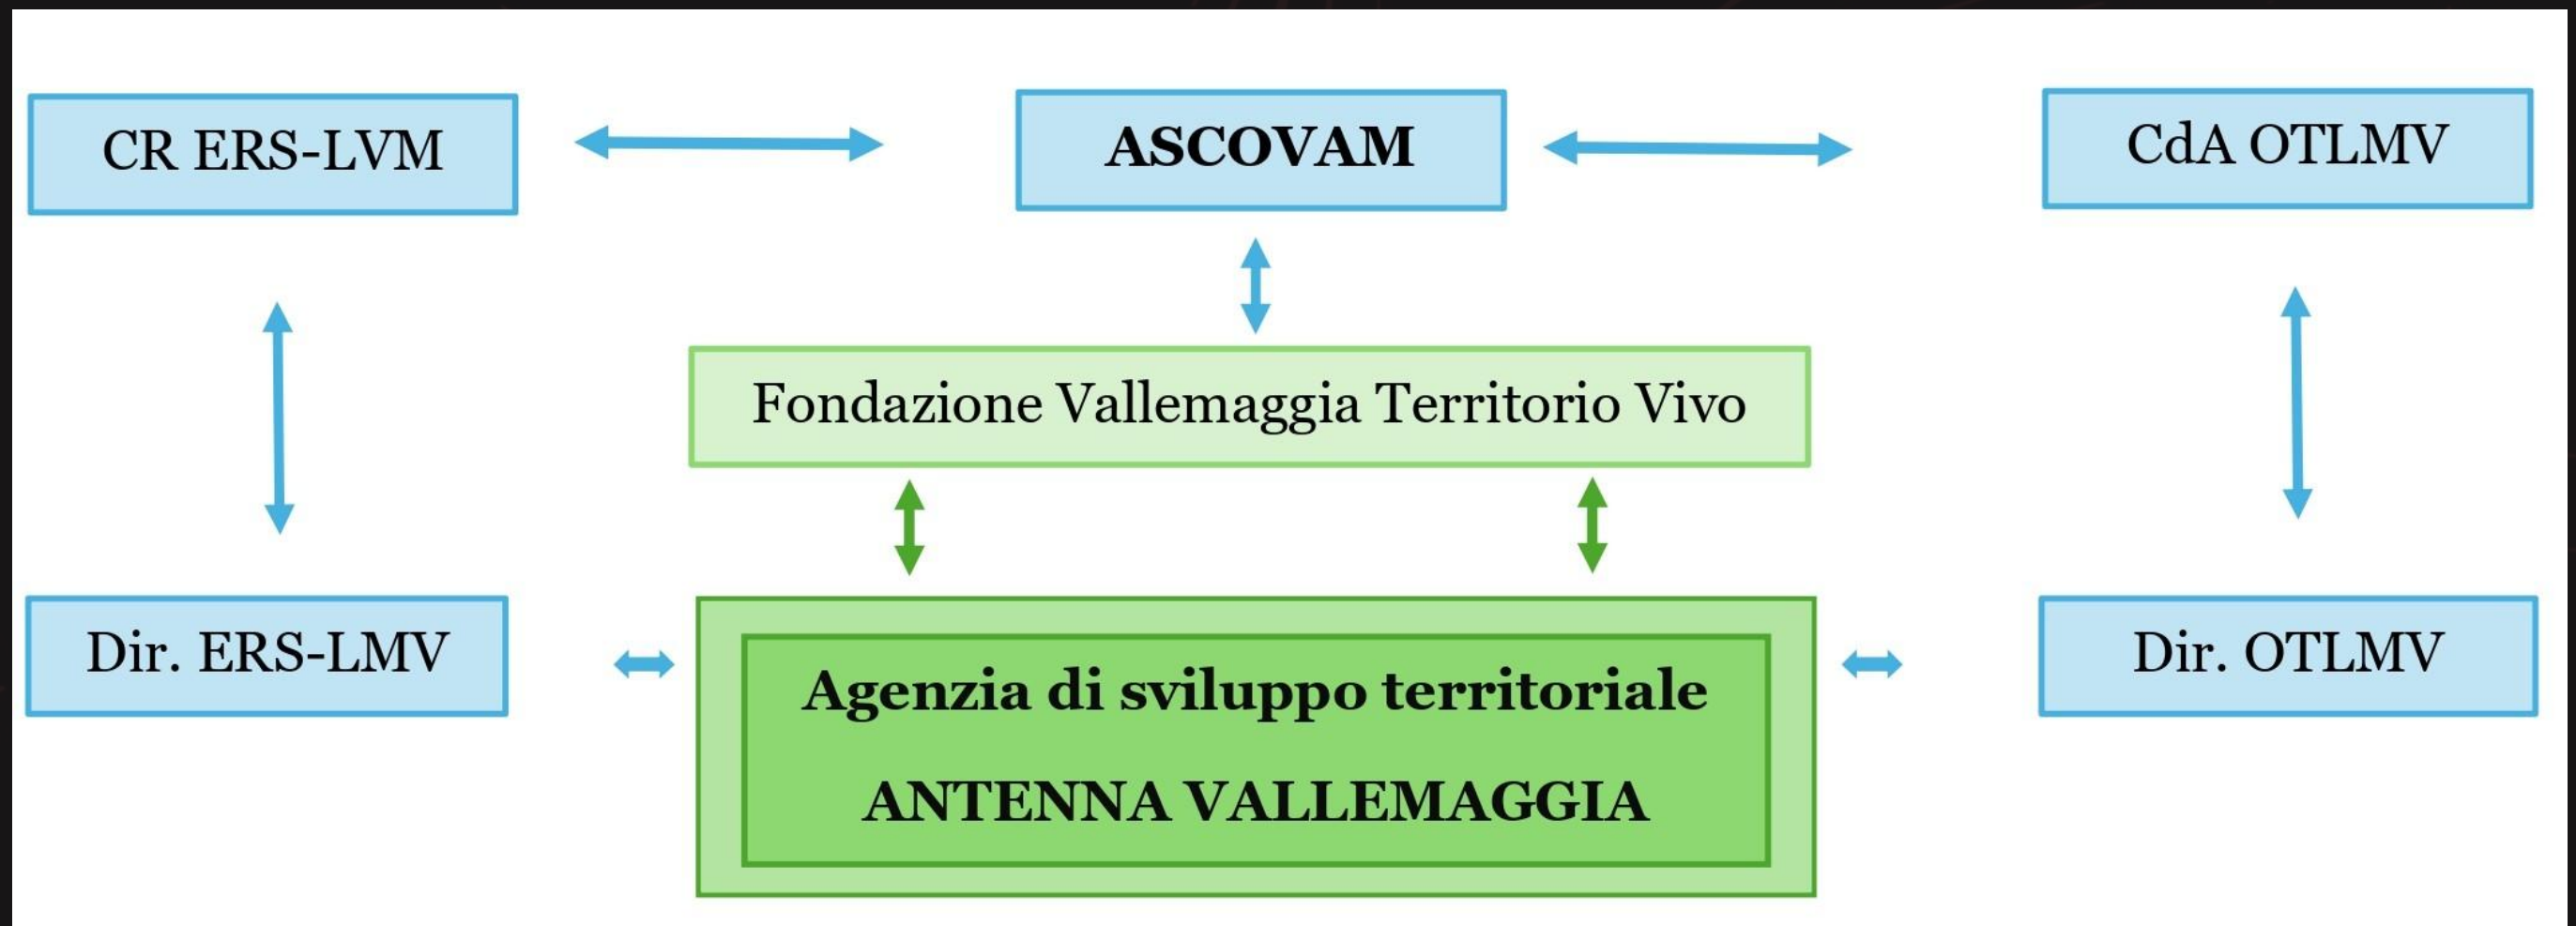 CR ERS-LVM
ASCOVAM
CdA OTLMV
Fondazione Vallemaggia Territorio Vivo
Dir. ERS-LMV
Agenzia di sviluppo territoriale
ANTENNA VALLEMAGGIA
Dir. OTLMV